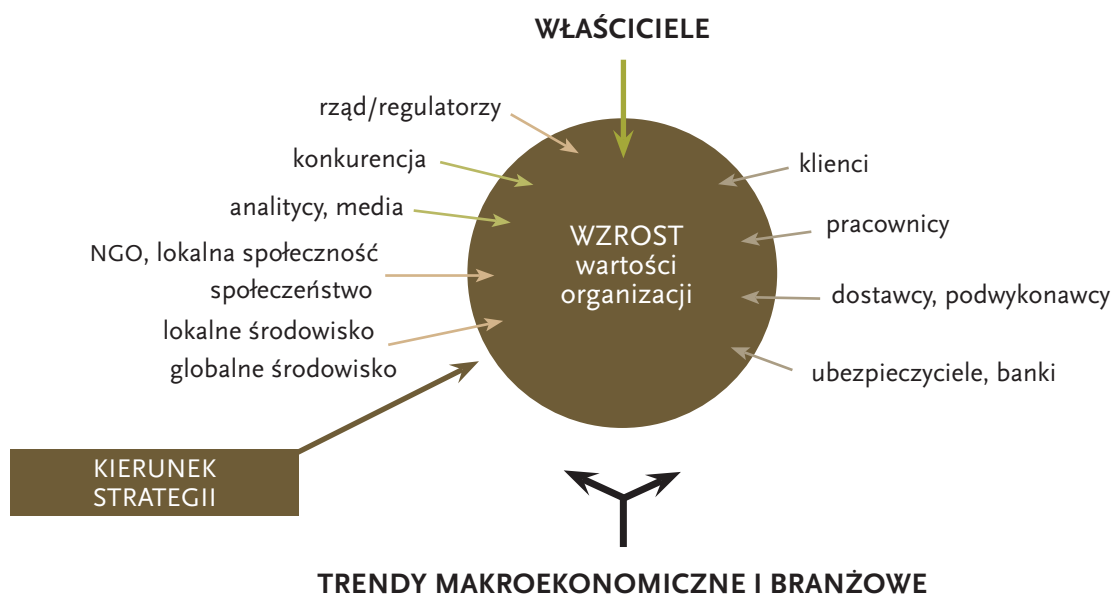 WŁAŚCICIELE
rząd/regulatorzy
konkurencja
analitycy, media
NGO, lokalna społeczność
społeczeństwo
lokalne środowisko
globalne środowisko
WZROST
wartości
organizacji
klienci
pracownicy
dostawcy, podwykonawcy
ubezpieczyciele, banki
KIERUNEK
STRATEGII
TRENDY MAKROEKONOMICZNE I BRANŻOWE